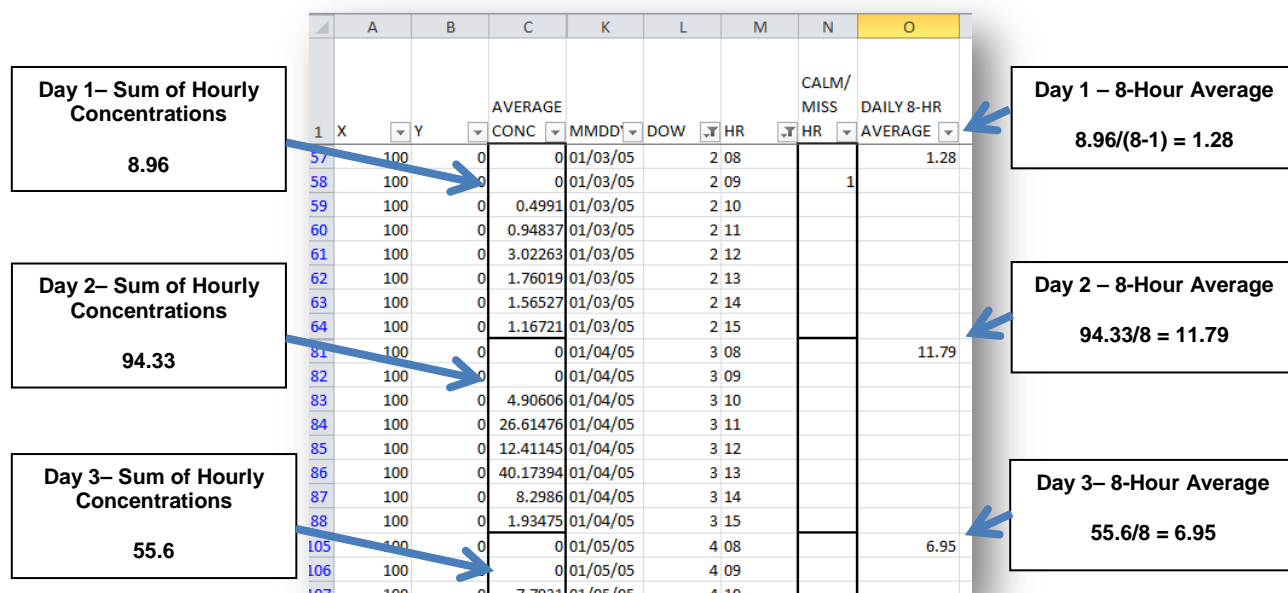 A B C K L M N O
CALM/
AVERAGE MISS DAILY 8-HR
1 X Y CONC MMDDY DOW HR HR AVERAGE
57 100 0 0 01/03/05 2 08 1.28
58 100 0 01/03/05 2 09 1
59 100 0 0.4991 01/03/05 2 10
60 100 0 0.94837 01/03/05 2 11
61 100 0 3.02263 01/03/05 2 12
62 100 0 1.76019 01/03/05 2 13
63 100 0 1.56527 01/03/05 2 14
64 100 0 1.16721 01/03/05 2 15
81 100 0 0 01/04/05 3 08 11.79
82 100 0 01/04/05 3 09
83 100 0 4.90606 01/04/05 3 10
84 100 0 26.61476 01/04/05 3 11
85 100 0 12.41145 01/04/05 3 12
86 100 0 40.17394 01/04/05 3 13
87 100 0 8.2986 01/04/05 3 14
88 100 0 1.93475 01/04/05 3 15
105 100 0 0 01/05/05 4 08 6.95
106 100 0 01/05/05 4 09
Day 1– Sum of Hourly
Concentrations
8.96
Day 2– Sum of Hourly
Concentrations
94.33
Day 3– Sum of Hourly
Concentrations
55.6
Day 1 – 8-Hour Average
8.96/(8-1) = 1.28
Day 2 – 8-Hour Average
94.33/8 = 11.79
Day 3– 8-Hour Average
55.6/8 = 6.95